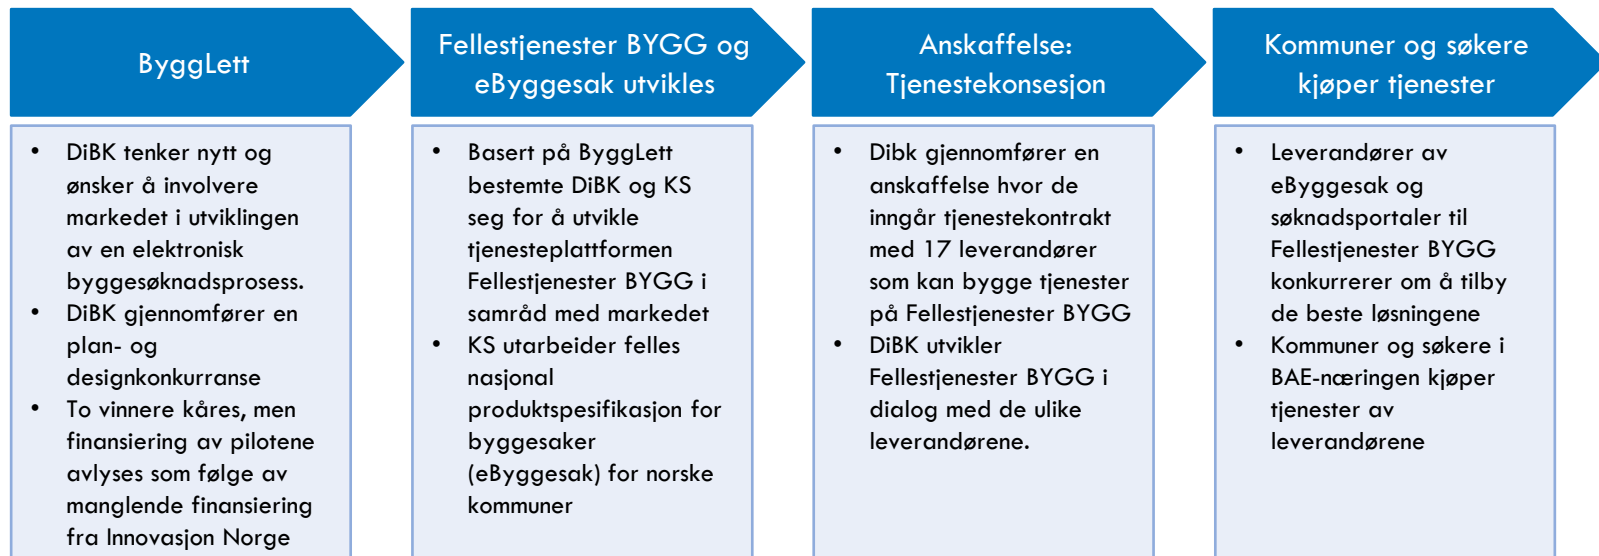 ByggLett
• DiBK tenker nytt og
ønsker å involvere
markedet i utviklingen
av en elektronisk
byggesøknadsprosess.
• DiBK gjennomfører en
plan- og
designkonkurranse
• To vinnere kåres, men
finansiering av pilotene
avlyses som følge av
manglende finansiering
fra Innovasjon Norge
Fellestjenester BYGG og
eByggesak utvikles
• Basert på ByggLett
bestemte DiBK og KS
seg for å utvikle
tjenesteplattformen
Fellestjenester BYGG i
samråd med markedet
• KS utarbeider felles
nasjonal
produktspesifikasjon for
byggesaker
(eByggesak) for norske
kommuner
Anskaffelse:
Tjenestekonsesjon
• Dibk gjennomfører en
anskaffelse hvor de
inngår tjenestekontrakt
med 17 leverandører
som kan bygge tjenester
på Fellestjenester BYGG
• DiBK utvikler
Fellestjenester BYGG i
dialog med de ulike
leverandørene.
Kommuner og søkere
kjøper tjenester
• Leverandører av
eByggesak og
søknadsportaler til
Fellestjenester BYGG
konkurrerer om å tilby
de beste løsningene
• Kommuner og søkere i
BAE-næringen kjøper
tjenester av
leverandørene